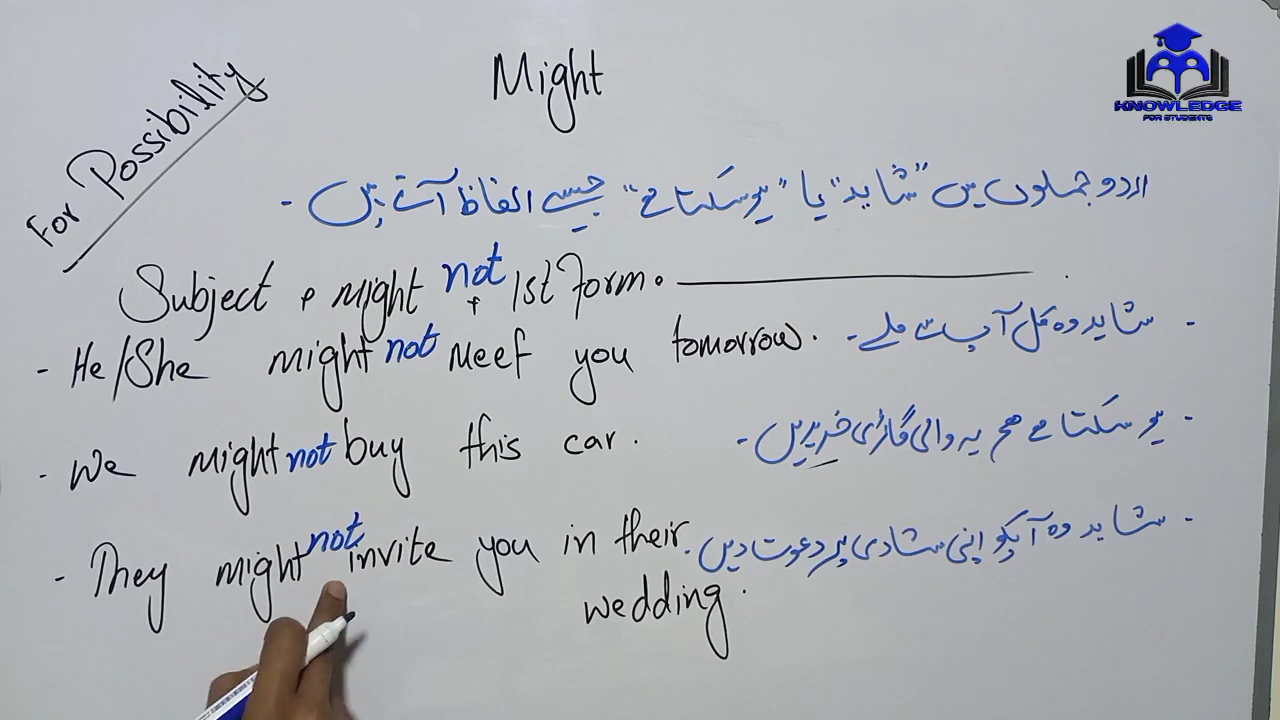 Might
For Possibility
KNOWLEDGE
FOR STUDENTS
اردو جملوں میں "شاید" یا "ہو سکتا ہے" جیسے الفاظ آتے ہیں -
Subject + might not + 1st Form.
- He/She might not meet you tomorrow.
- شاید وہ کل آپ سے ملے -
- We might not buy this car.
- ہو سکتا ہے ہم یہ والی گاڑی خریدیں -
- They might not invite you in their wedding.
- شاید وہ آپکو اپنی شادی پر دعوت دیں -